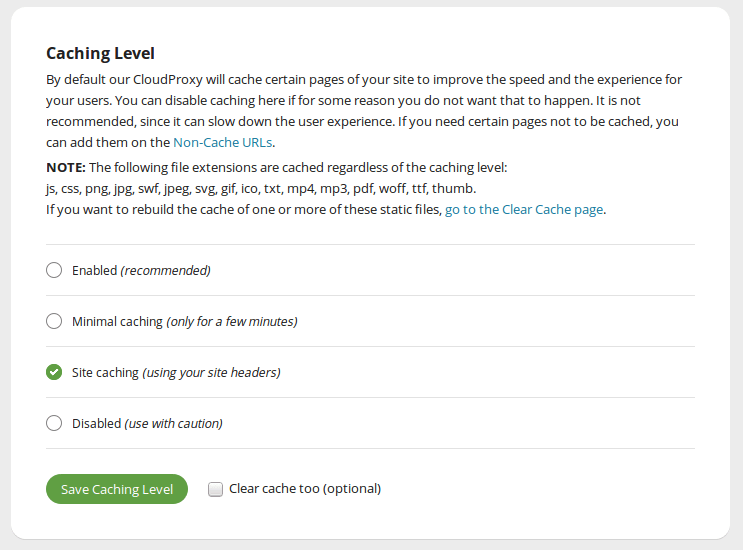 Caching Level
By default our CloudProxy will cache certain pages of your site to improve the speed and the experience for
your users. You can disable caching here if for some reason you do not want that to happen. It is not
recommended, since it can slow down the user experience. If you need certain pages not to be cached, you
can add them on the Non-Cache URLs.
NOTE: The following file extensions are cached regardless of the caching level:
js, css, png, jpg, swf, jpeg, svg, gif, ico, txt, mp4, mp3, pdf, woff, ttf, thumb.
If you want to rebuild the cache of one or more of these static files, go to the Clear Cache page.
Enabled (recommended)
Minimal caching (only for a few minutes)
Site caching (using your site headers)
Disabled (use with caution)
Save Caching Level Clear cache too (optional)